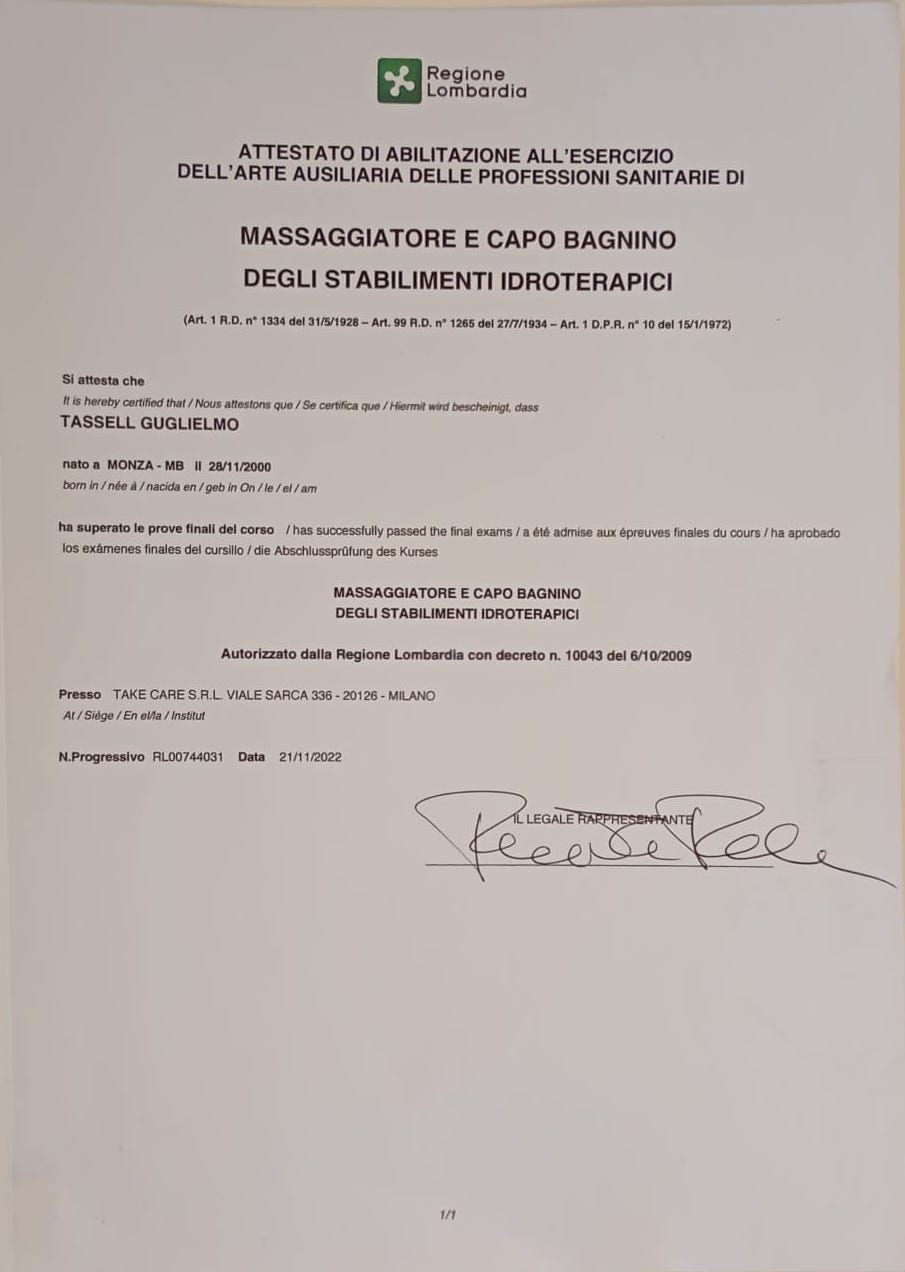 Regione
Lombardia
ATTESTATO DI ABILITAZIONE ALL'ESERCIZIO
DELL'ARTE AUSILIARIA DELLE PROFESSIONI SANITARIE DI
MASSAGGIATORE E CAPO BAGNINO
DEGLI STABILIMENTI IDROTERAPICI
(Art. 1 R.D. n° 1334 del 31/5/1928 – Art. 99 R.D. n° 1265 del 27/7/1934 – Art. 1 D.P.R. n° 10 del 15/1/1972)
Si attesta che
It is hereby certified that / Nous attestons que / Se certifica que / Hiermit wird bescheinigt, dass
TASSELL GUGLIELMO
nato a MONZA - MB il 28/11/2000
born in / née à / nacida en / geb in On / le / el / am
ha superato le prove finali del corso / has successfully passed the final exams / a été admise aux épreuves finales du cours / ha aprobado
los exámenes finales del cursillo / die Abschlussprüfung des Kurses
MASSAGGIATORE E CAPO BAGNINO
DEGLI STABILIMENTI IDROTERAPICI
Autorizzato dalla Regione Lombardia con decreto n. 10043 del 6/10/2009
Presso TAKE CARE S.R.L. VIALE SARCA 336 - 20126 - MILANO
At / Siège / En el/la / Institut
N.Progressivo RL00744031 Data 21/11/2022
IL LEGALE RAPPRESENTANTE
1/1